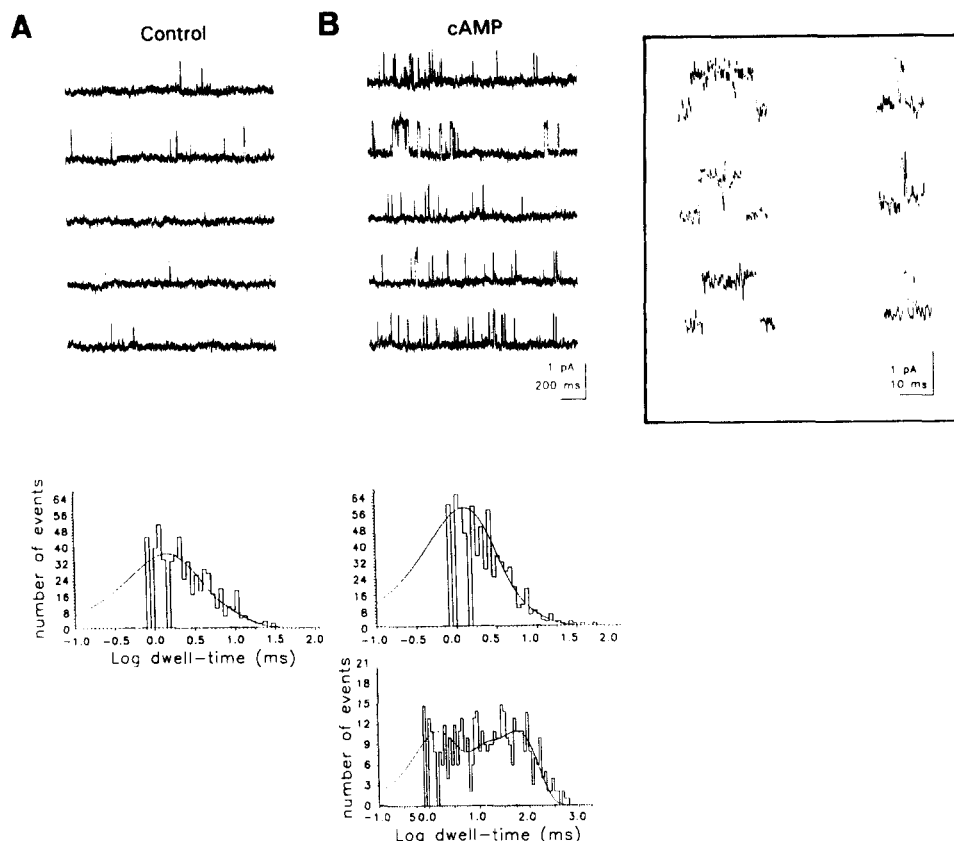 A
Control
B
cAMP
1 pA
200 ms
1 pA
10 ms
number of events
64
56
48
40
32
24
16
8
0
-1.0 -0.5 0.0 0.5 1.0 1.5 2.0
Log dwell-time (ms)
64
56
48
40
32
24
16
8
0
-1.0 -0.5 0.0 0.5 1.0 1.5 2.0
number of events
21
18
15
12
9
6
3
0
-1.0 50.0 1.0 2.0 3.0
Log dwell-time (ms)